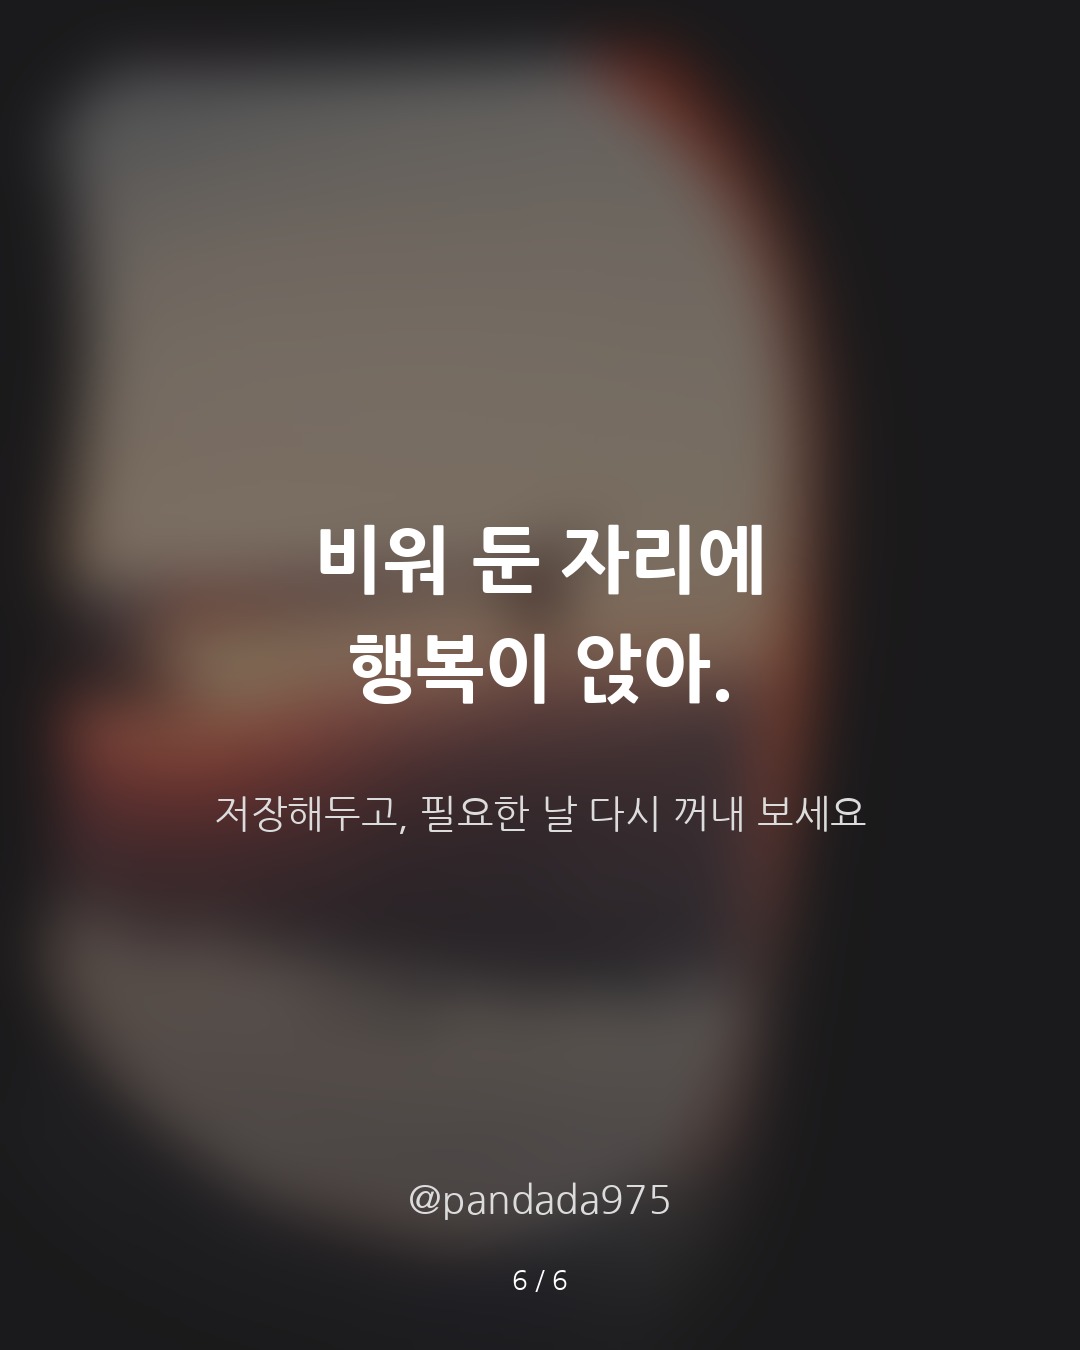 비워 둔 자리에
행복이 앉아.
저장해두고, 필요한 날 다시 꺼내 보세요
@pandada975
6 / 6